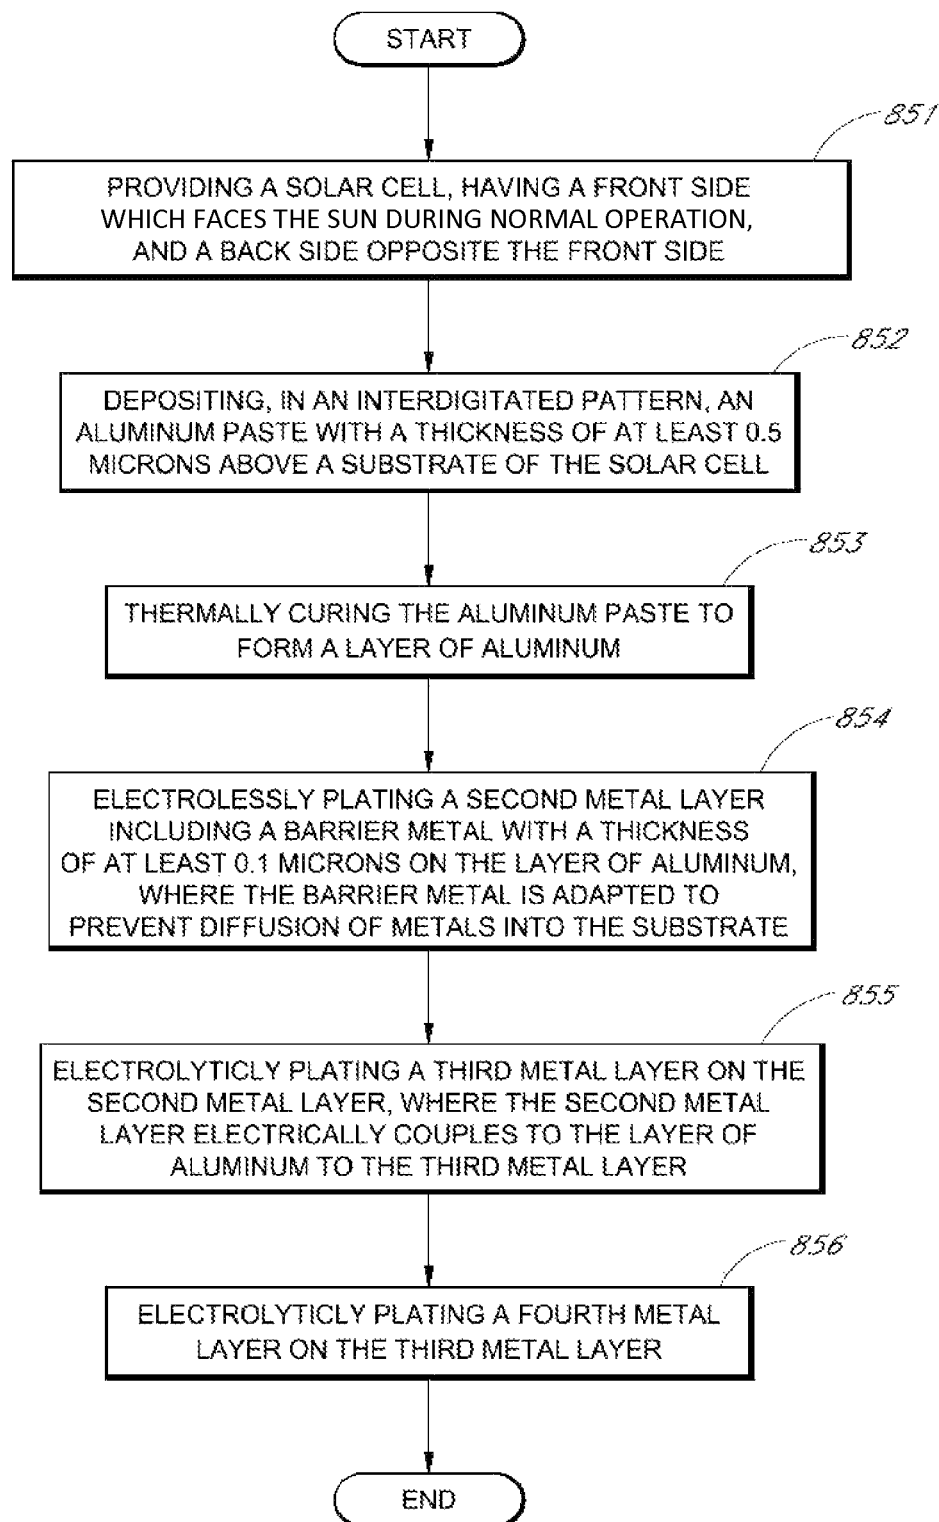 START
851
PROVIDING A SOLAR CELL, HAVING A FRONT SIDE
WHICH FACES THE SUN DURING NORMAL OPERATION,
AND A BACK SIDE OPPOSITE THE FRONT SIDE
852
DEPOSITING, IN AN INTERDIGITATED PATTERN, AN
ALUMINUM PASTE WITH A THICKNESS OF AT LEAST 0.5
MICRONS ABOVE A SUBSTRATE OF THE SOLAR CELL
853
THERMALLY CURING THE ALUMINUM PASTE TO
FORM A LAYER OF ALUMINUM
854
ELECTROLESSLY PLATING A SECOND METAL LAYER
INCLUDING A BARRIER METAL WITH A THICKNESS
OF AT LEAST 0.1 MICRONS ON THE LAYER OF ALUMINUM,
WHERE THE BARRIER METAL IS ADAPTED TO
PREVENT DIFFUSION OF METALS INTO THE SUBSTRATE
855
ELECTROLYTICLY PLATING A THIRD METAL LAYER ON THE
SECOND METAL LAYER, WHERE THE SECOND METAL
LAYER ELECTRICALLY COUPLES TO THE LAYER OF
ALUMINUM TO THE THIRD METAL LAYER
856
ELECTROLYTICLY PLATING A FOURTH METAL
LAYER ON THE THIRD METAL LAYER
END